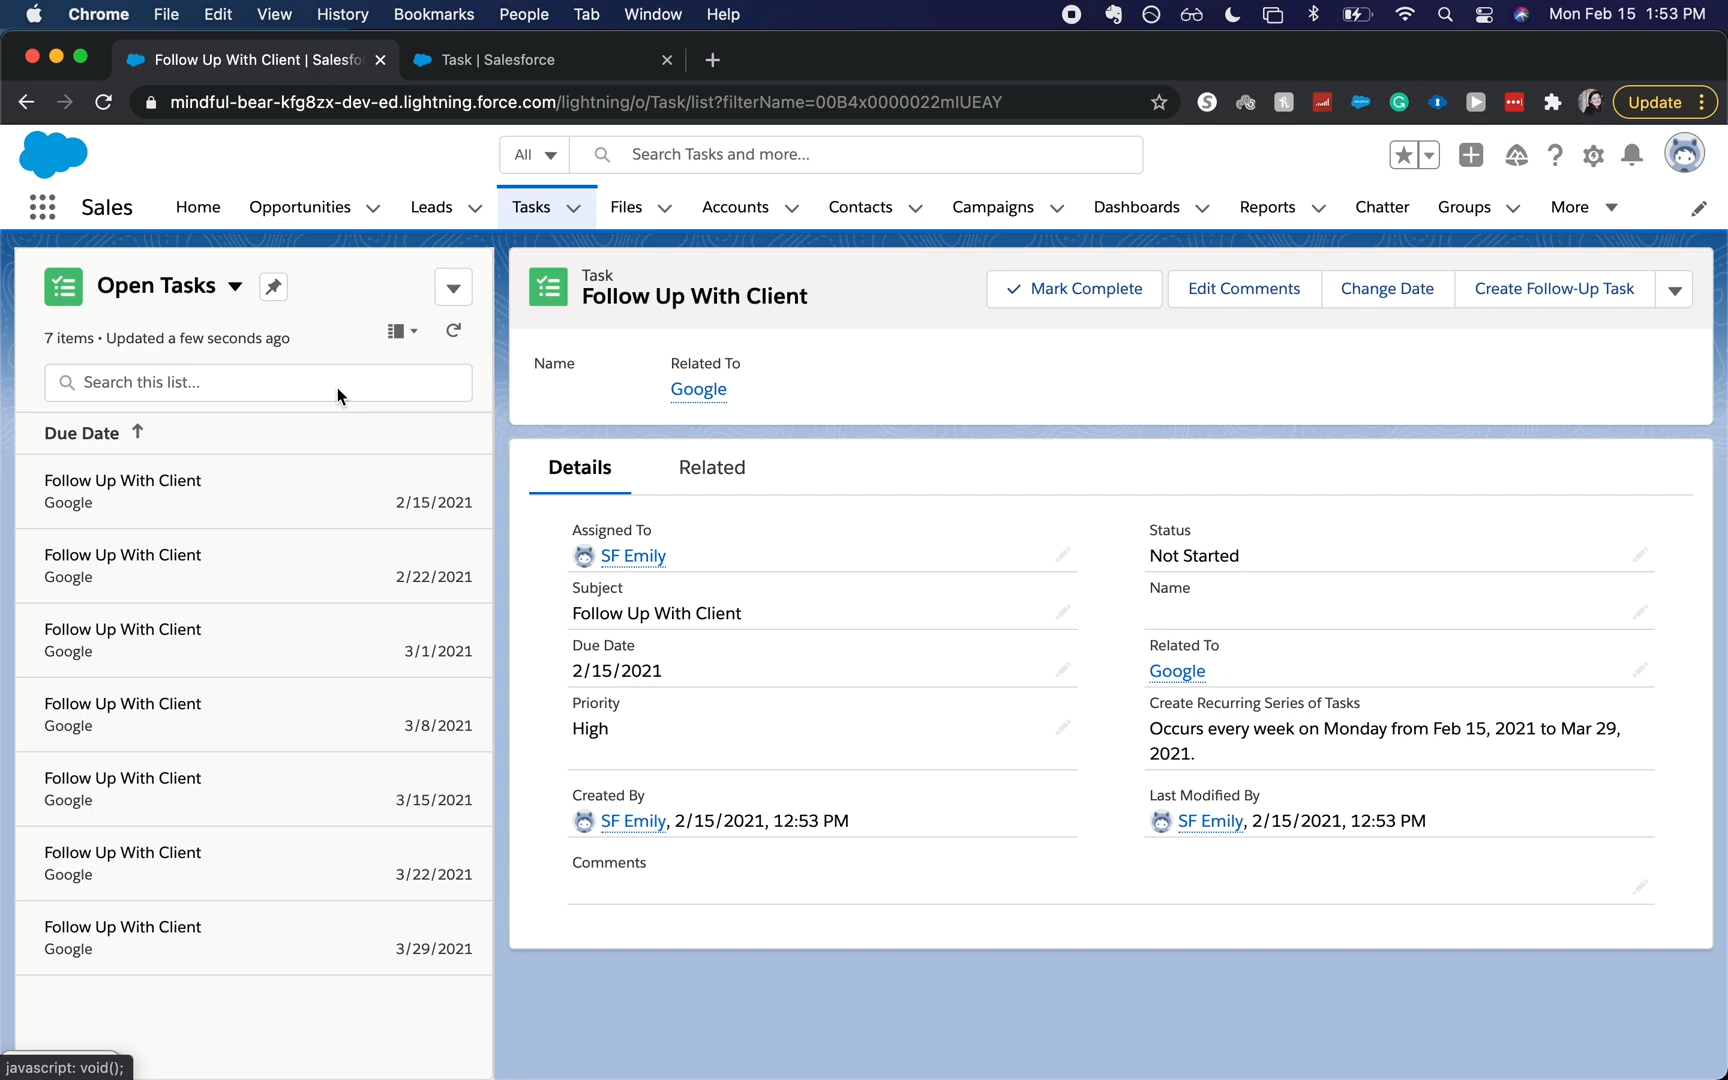 Chrome File Edit View History Bookmarks People Tab Window Help Mon Feb 15 1:53 PM
Follow Up With Client | Salesfo Task | Salesforce
mindful-bear-kfg8zx-dev-ed.lightning.force.com/lightning/o/Task/list?filterName=00B4x0000022mIUEAY Update
All Search Tasks and more...
Sales Home Opportunities Leads Tasks Files Accounts Contacts Campaigns Dashboards Reports Chatter Groups More
Open Tasks
7 items • Updated a few seconds ago
Search this list...
Due Date
Follow Up With Client
Google 2/15/2021
Follow Up With Client
Google 2/22/2021
Follow Up With Client
Google 3/1/2021
Follow Up With Client
Google 3/8/2021
Follow Up With Client
Google 3/15/2021
Follow Up With Client
Google 3/22/2021
Follow Up With Client
Google 3/29/2021
Task
Follow Up With Client
Mark Complete Edit Comments Change Date Create Follow-Up Task
Name Related To
Google
Details Related
Assigned To
SF Emily
Status
Not Started
Subject
Follow Up With Client
Name
Due Date
2/15/2021
Related To
Google
Priority
High
Create Recurring Series of Tasks
Occurs every week on Monday from Feb 15, 2021 to Mar 29,
2021.
Created By
SF Emily, 2/15/2021, 12:53 PM
Last Modified By
SF Emily, 2/15/2021, 12:53 PM
Comments
javascript: void();